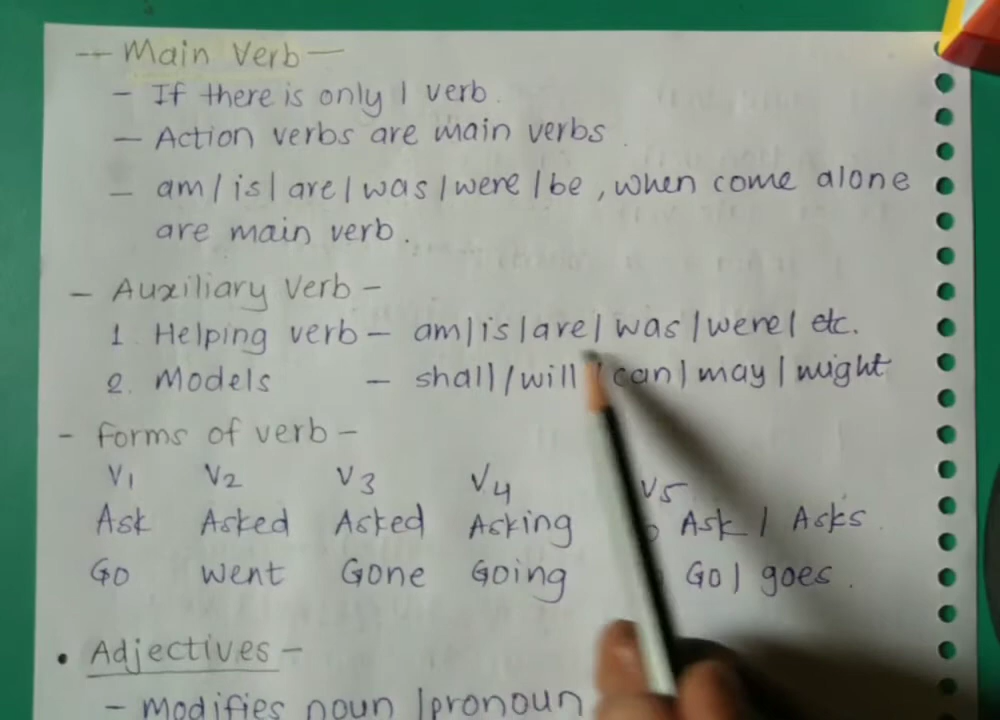 -- Main Verb —
- If there is only 1 verb.
- Action verbs are main verbs.
- am / is / are / was / were / be, when come alone
are main verb.
- Auxiliary Verb -
1. Helping verb - am / is / are / was / were / etc.
2. Models - shall / will / can / may / might
- Forms of verb -
V1 V2 V3 V4 V5
Ask Asked Asked Asking Ask / Asks.
Go went Gone Going Go / goes.
• Adjectives -
- Modifies noun / pronoun